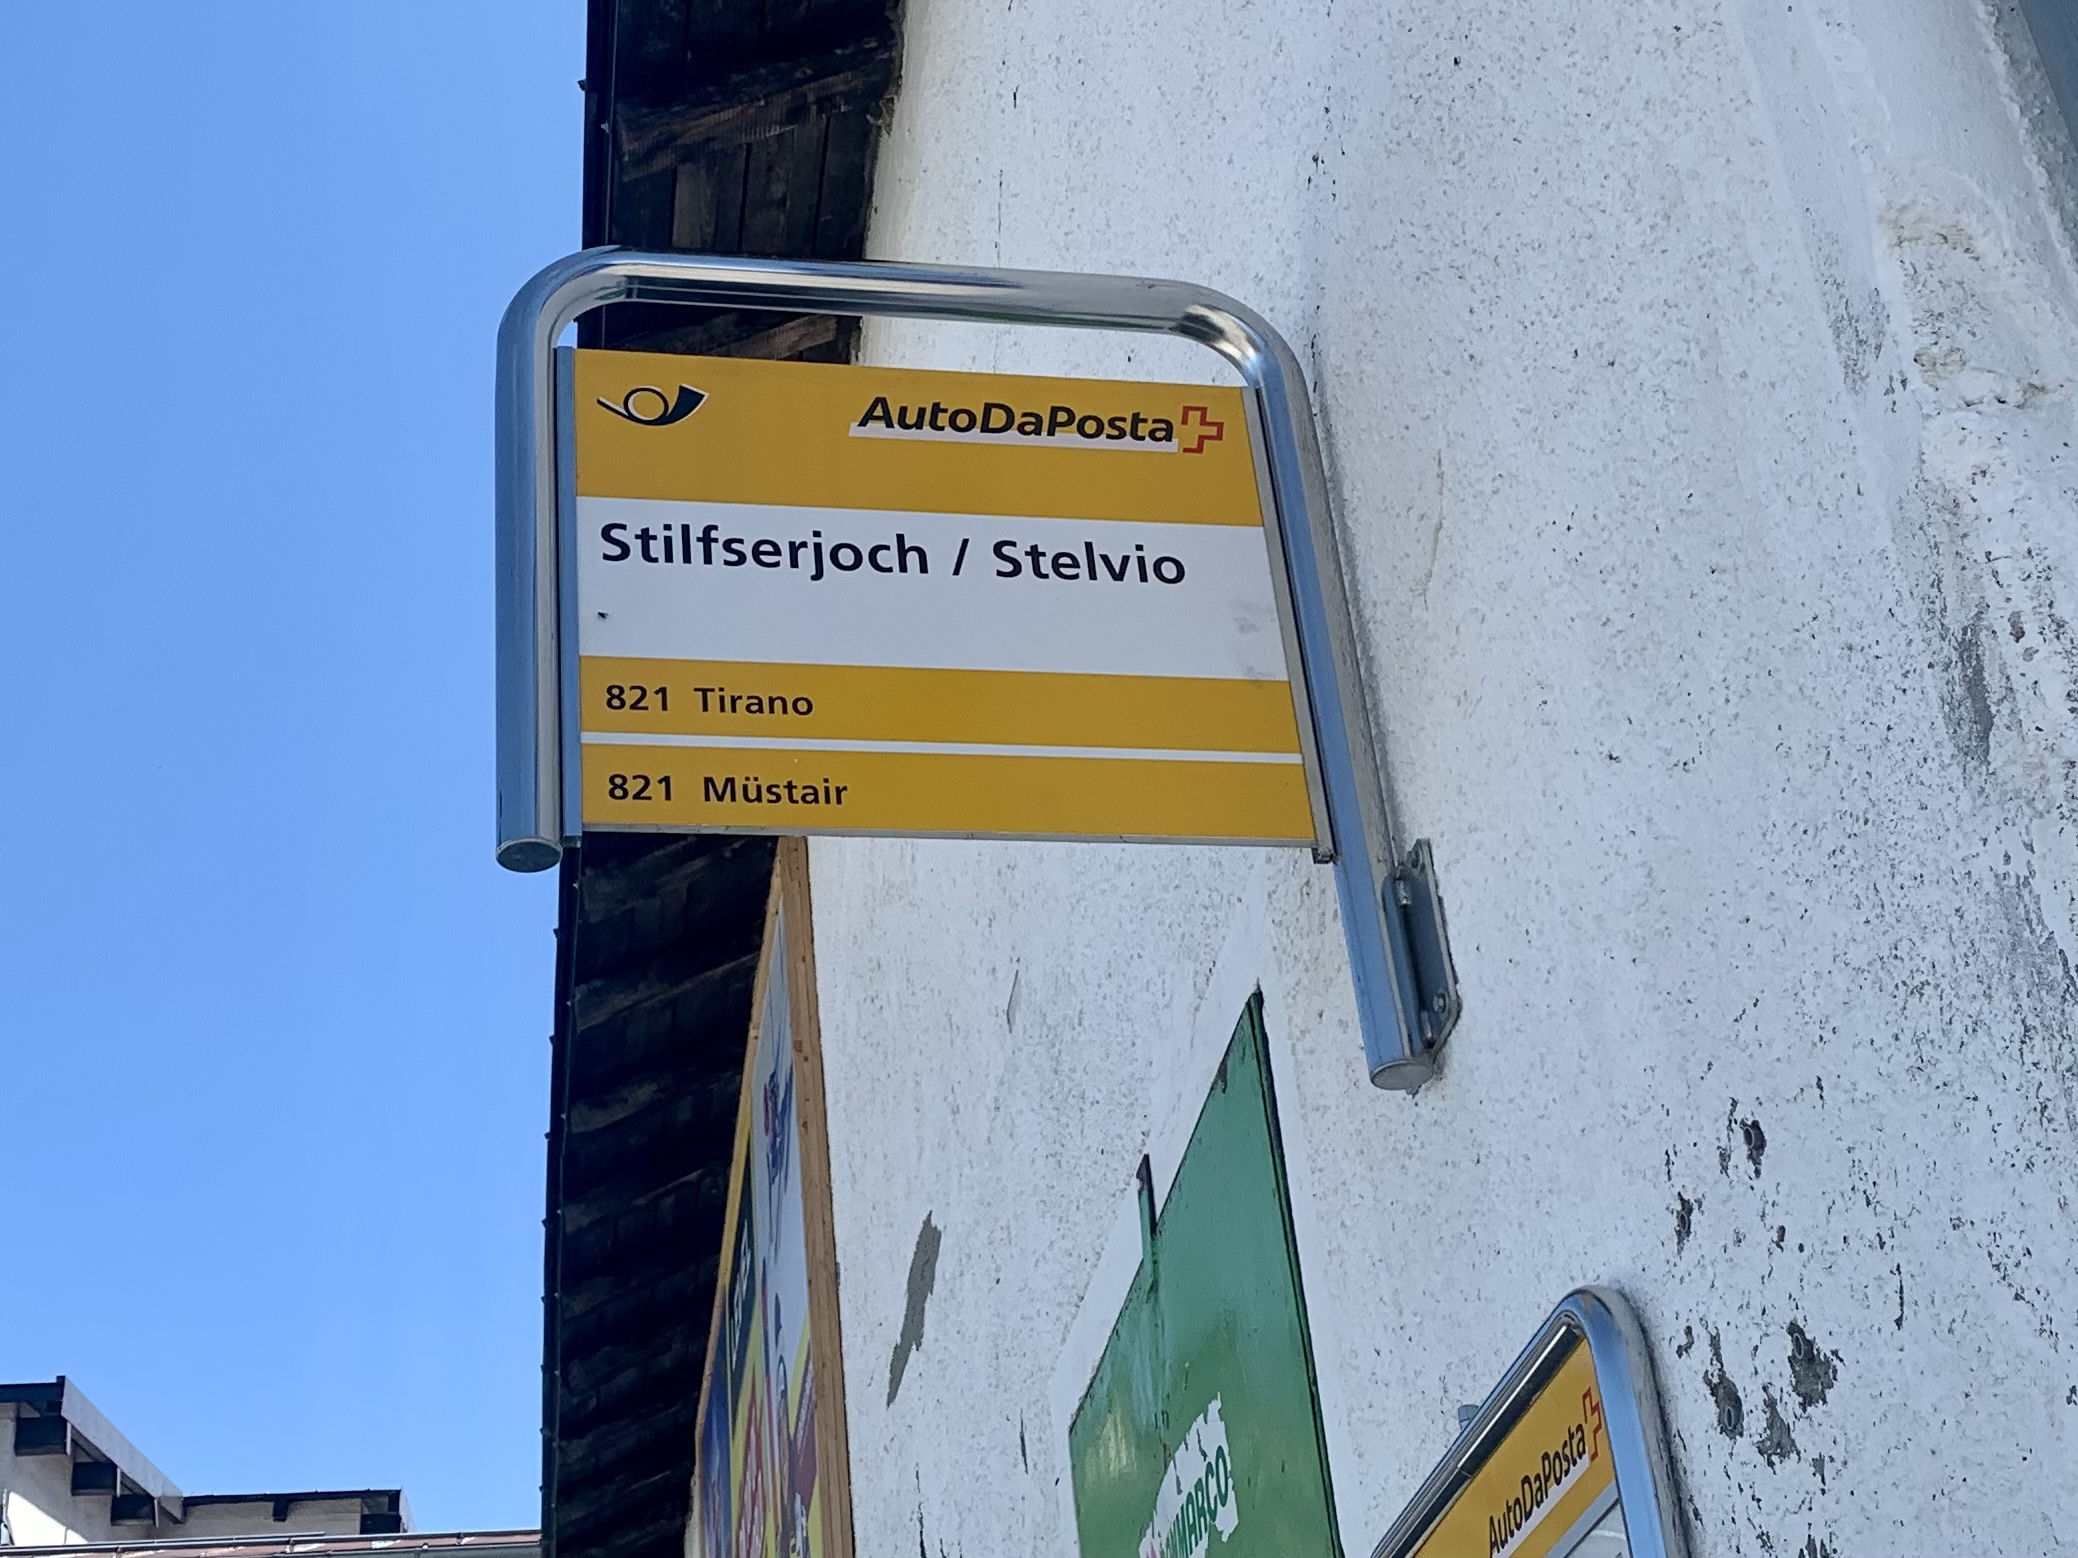 AutoDaPosta
Stilfserjoch / Stelvio
821 Tirano
821 Müstair
AutoDaPosta